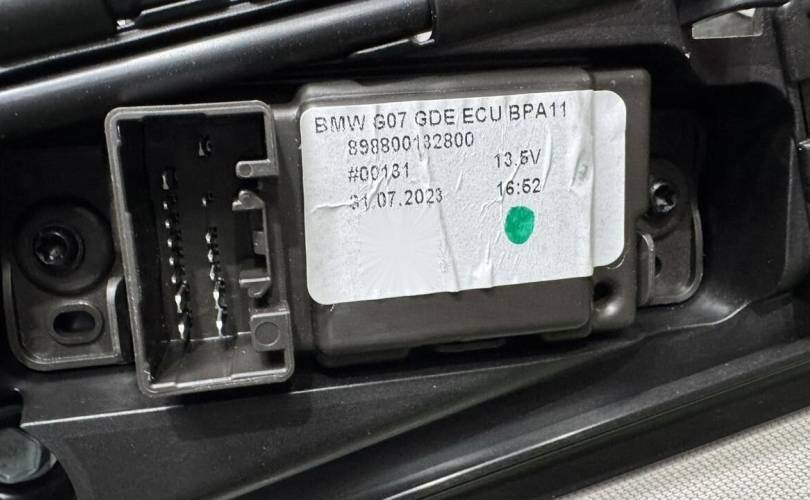 BMW G07 GDE ECU BPA11
898800132800
#00131 13.5V
31.07.2023 16:52